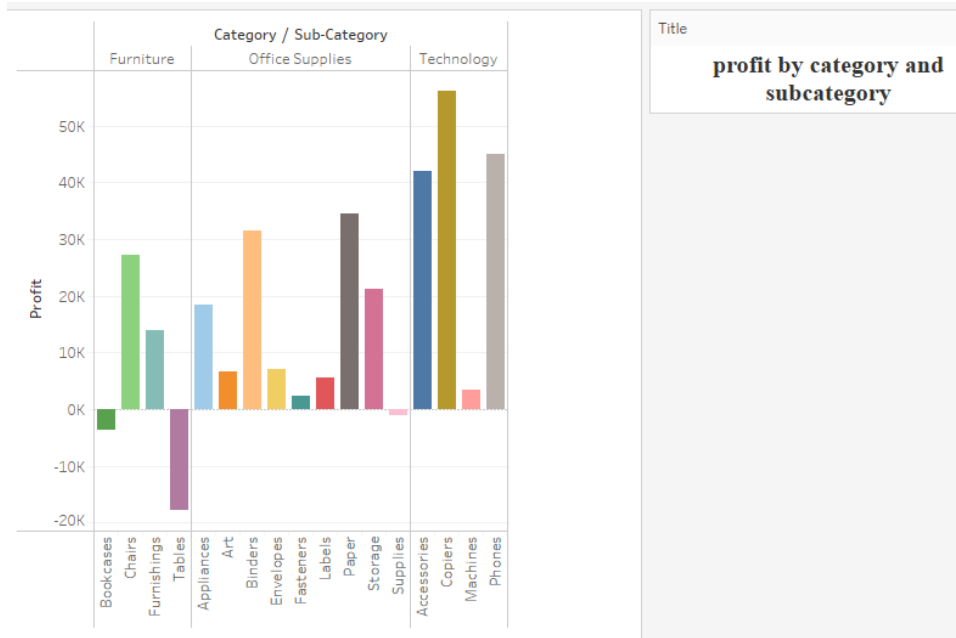 Category / Sub-Category
Furniture
Office Supplies
Technology
Profit
50K
40K
30K
20K
10K
0K
-10K
-20K
Bookcases
Chairs
Furnishings
Tables
Appliances
Art
Binders
Envelopes
Fasteners
Labels
Paper
Storage
Supplies
Accessories
Copiers
Machines
Phones
Title
profit by category and
subcategory